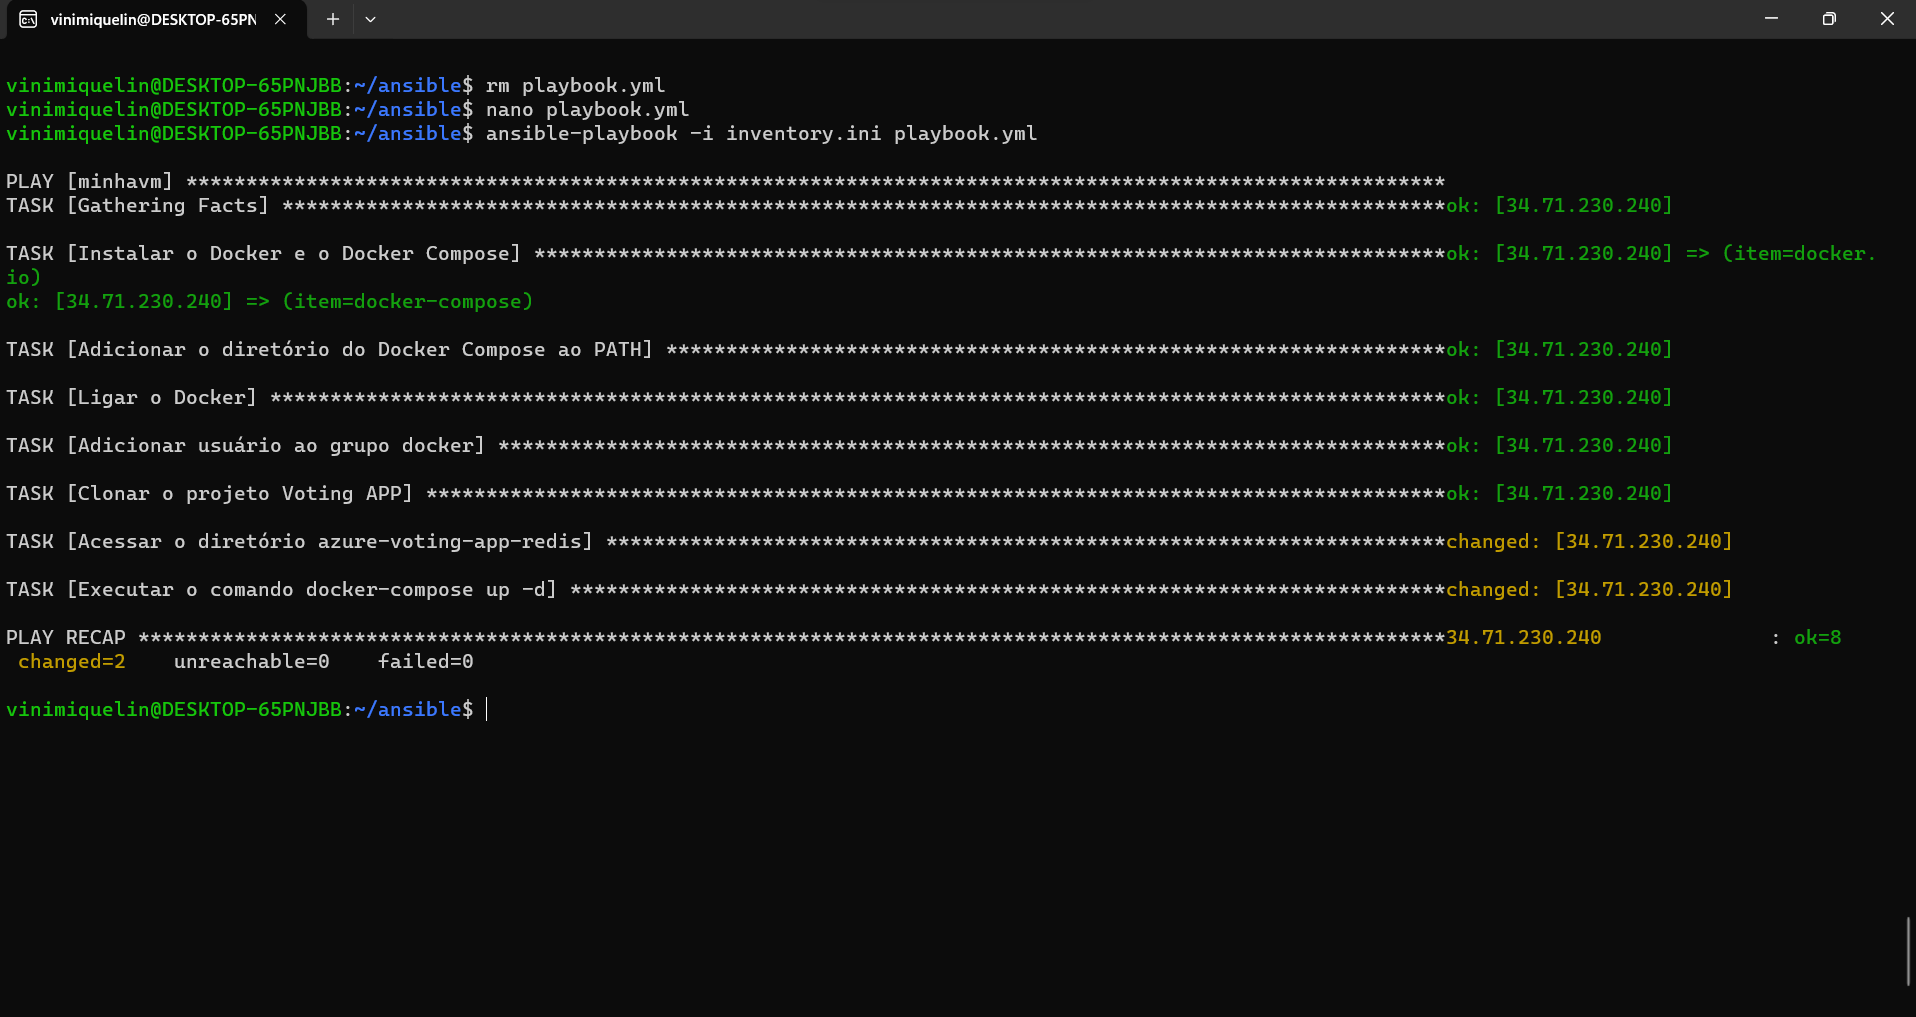 vinimiquelin@DESKTOP-65PN
vinimiquelin@DESKTOP-65PNJBB:~/ansible$ rm playbook.yml
vinimiquelin@DESKTOP-65PNJBB:~/ansible$ nano playbook.yml
vinimiquelin@DESKTOP-65PNJBB:~/ansible$ ansible-playbook -i inventory.ini playbook.yml
PLAY [minhavm] *********************************************************************************************************
TASK [Gathering Facts] *************************************************************************************************ok: [34.71.230.240]
TASK [Instalar o Docker e o Docker Compose] ****************************************************************************ok: [34.71.230.240] => (item=docker.
io)
ok: [34.71.230.240] => (item=docker-compose)
TASK [Adicionar o diretório do Docker Compose ao PATH] *****************************************************************ok: [34.71.230.240]
TASK [Ligar o Docker] **************************************************************************************************ok: [34.71.230.240]
TASK [Adicionar usuário ao grupo docker] *******************************************************************************ok: [34.71.230.240]
TASK [Clonar o projeto Voting APP] *************************************************************************************ok: [34.71.230.240]
TASK [Acessar o diretório azure-voting-app-redis] **********************************************************************changed: [34.71.230.240]
TASK [Executar o comando docker-compose up -d] *************************************************************************changed: [34.71.230.240]
PLAY RECAP *************************************************************************************************************34.71.230.240              : ok=8
 changed=2    unreachable=0    failed=0
vinimiquelin@DESKTOP-65PNJBB:~/ansible$